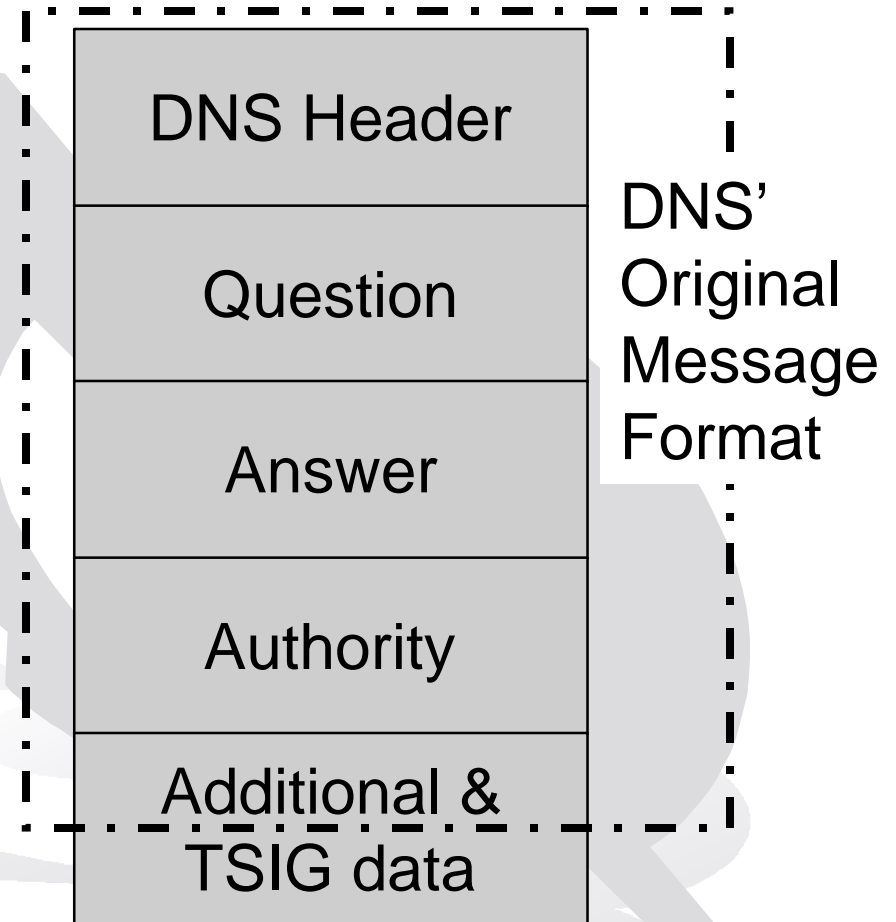 DNS Header
Question
Answer
Authority
Additional &
TSIG data
DNS’
Original
Message
Format